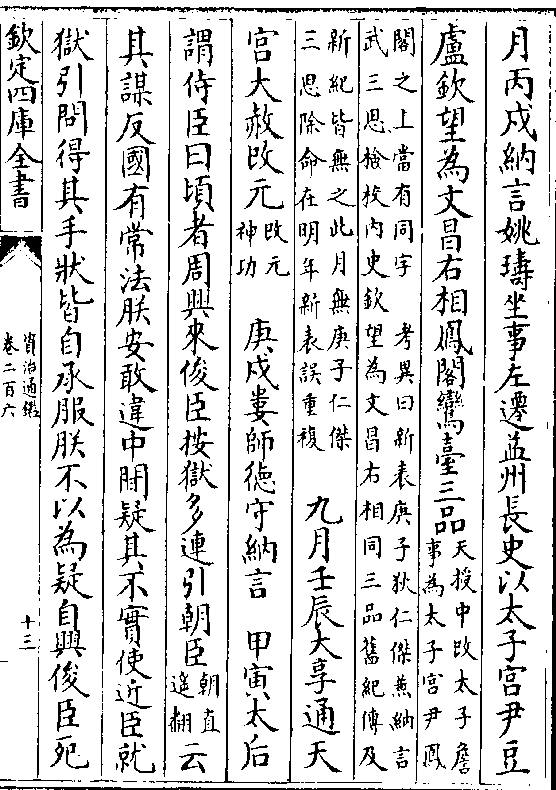 月丙戍納言姚璹坐事左遷益州長史以太子宫尹豆
盧欽望為文昌右相鳳閣鸞臺三品天授中改太子詹
事為太子宫尹鳳
閣之上當有同字 考異曰新表庚子狄仁傑兼納言
武三思檢校内史欽望為文昌右相同三品舊紀傳及
新紀皆無之此月無庚子仁傑
三思除命在明年新表誤重複 九月壬辰大享通天
宫大赦改元改元
神功 庚戍婁師徳守納言 甲寅太后
謂侍臣曰頃者周興來俊臣按獄多連引朝臣朝直
遥翻云
其謀反國有常法朕安敢違中間疑其不實使近臣就
獄引問得其手狀皆自承服朕不以為疑自興俊臣死
欽定四庫全書
資治通鑑
卷二百六
十三